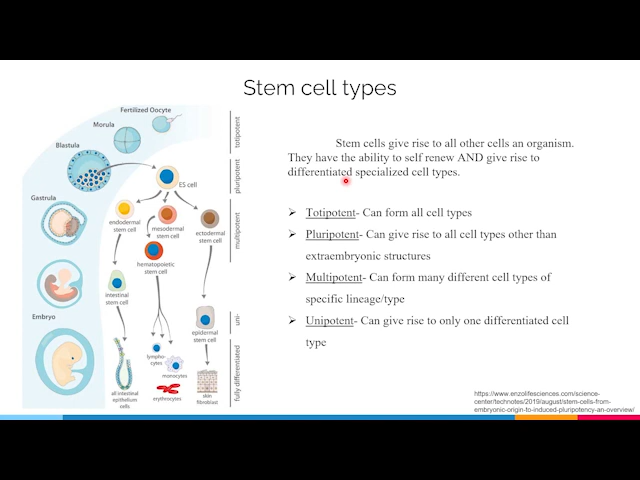 Stem cell types
Fertilized Oocyte
Morula
Blastula
ES cell
Gastrula
endodermal
stem cell
mesodermal
stem cell
ectodermal
stem cell
hematopoietic
stem cell
intestinal
stem cell
epidermal
stem cell
Embryo
lympho-
cytes
monocytes
all intestinal
epithelium
cells
erythrocytes
skin
fibroblast
totipotent
pluripotent
multipotent
uni-
fully differentiated
Stem cells give rise to all other cells an organism.
They have the ability to self renew AND give rise to
differentiated specialized cell types.
➢ Totipotent- Can form all cell types
➢ Pluripotent- Can give rise to all cell types other than
extraembryonic structures
➢ Multipotent- Can form many different cell types of
specific lineage/type
➢ Unipotent- Can give rise to only one differentiated cell
type
https://www.enzolifesciences.com/science-
center/technotes/2019/august/stem-cells-from-
embryonic-origin-to-induced-pluripotency-an-overview/